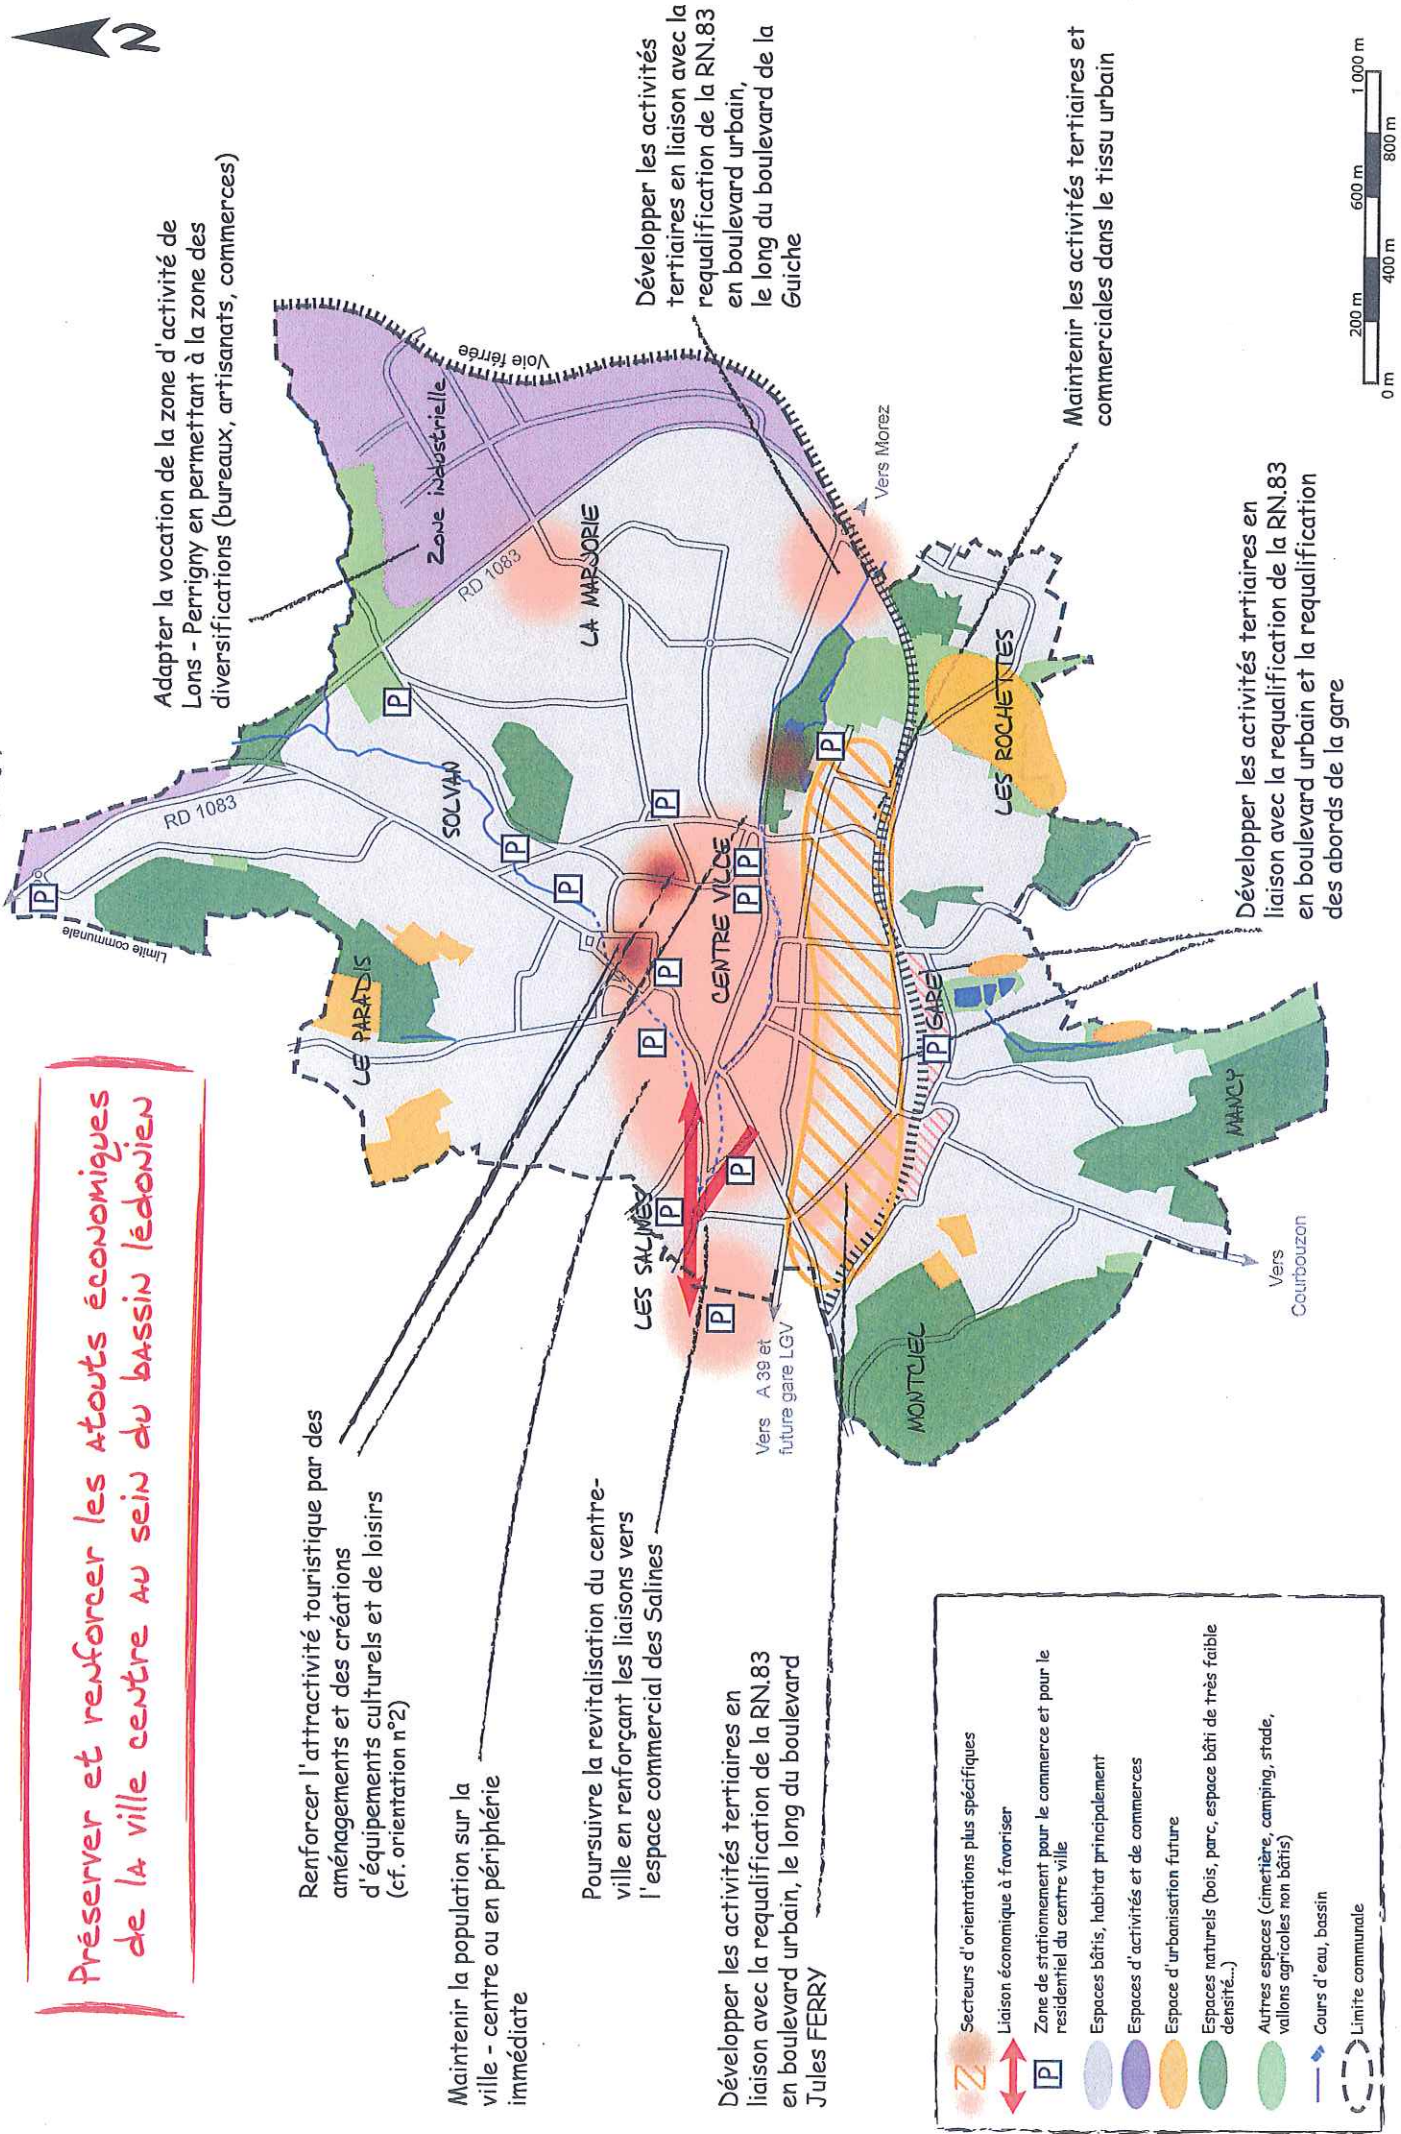 Préserver et renforcer les atouts économiques
de la ville centre au sein du bassin lédonien
N
Renforcer l'attractivité touristique par des
aménagements et des créations
d'équipements culturels et de loisirs
(cf. orientation n°2)
Maintenir la population sur la
ville - centre ou en périphérie
immédiate
Poursuivre la revitalisation du centre-
ville en renforçant les liaisons vers
l'espace commercial des Salines
Développer les activités tertiaires en
liaison avec la requalification de la RN.83
en boulevard urbain, le long du boulevard
Jules FERRY
Adapter la vocation de la zone d'activité de
Lons - Perrigny en permettant à la zone des
diversifications (bureaux, artisanats, commerces)
Développer les activités
tertiaires en liaison avec la
requalification de la RN.83
en boulevard urbain,
le long du boulevard de la
Guiche
Maintenir les activités tertiaires et
commerciales dans le tissu urbain
Développer les activités tertiaires en
liaison avec la requalification de la RN.83
en boulevard urbain et la requalification
des abords de la gare
Limite communale
P
RD 1083
LE PARADIS
SOLVAN
P
P
P
P
Zone industrielle
RD 1083
Voie férrée
LA MARJORIE
LES SALINES
P
P
P
P
P
P
P
P
CENTRE VILLE
P
Vers A 39 et
future gare LGV
Vers Morez
P
GARE
LES ROCHETTES
MONTCIEL
MANCY
Vers
Courbouzon
Secteurs d'orientations plus spécifiques
Liaison économique à favoriser
P
Zone de stationnement pour le commerce et pour le
residentiel du centre ville
Espaces bâtis, habitat principalement
Espaces d'activités et de commerces
Espace d'urbanisation future
Espaces naturels (bois, parc, espace bâti de très faible
densité...)
Autres espaces (cimetière, camping, stade,
vallons agricoles non bâtis)
Cours d'eau, bassin
Limite communale
0 m
200 m
400 m
600 m
800 m
1 000 m